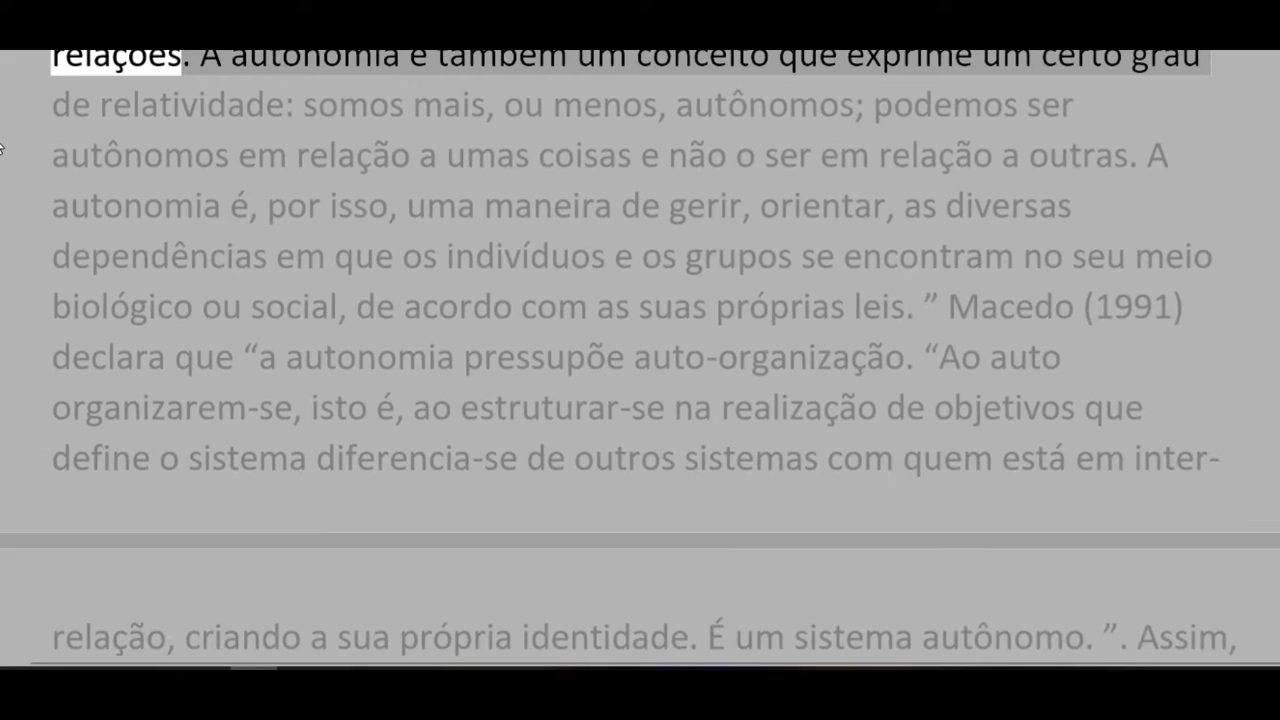 relações. A autonomia é também um conceito que exprime um certo grau
de relatividade: somos mais, ou menos, autônomos; podemos ser
autônomos em relação a umas coisas e não o ser em relação a outras. A
autonomia é, por isso, uma maneira de gerir, orientar, as diversas
dependências em que os indivíduos e os grupos se encontram no seu meio
biológico ou social, de acordo com as suas próprias leis. ” Macedo (1991)
declara que “a autonomia pressupõe auto-organização. “Ao auto
organizarem-se, isto é, ao estruturar-se na realização de objetivos que
define o sistema diferencia-se de outros sistemas com quem está em inter-
relação, criando a sua própria identidade. É um sistema autônomo. ”. Assim,